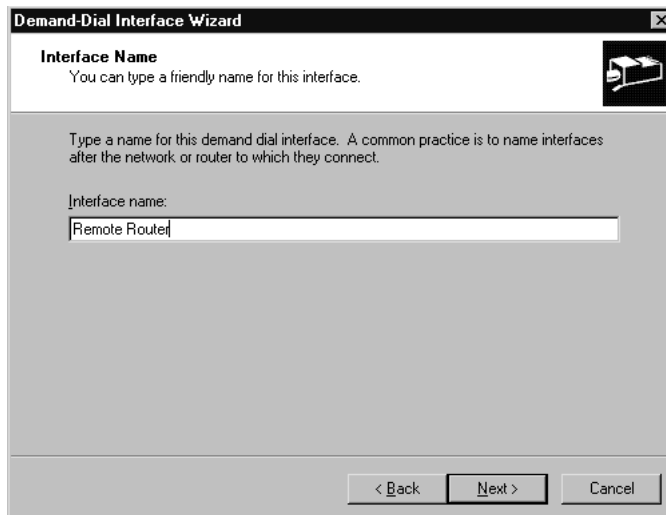 Demand-Dial Interface Wizard
Interface Name
You can type a friendly name for this interface.
Type a name for this demand dial interface. A common practice is to name interfaces
after the network or router to which they connect.
Interface name:
Remote Router
< Back
Next >
Cancel